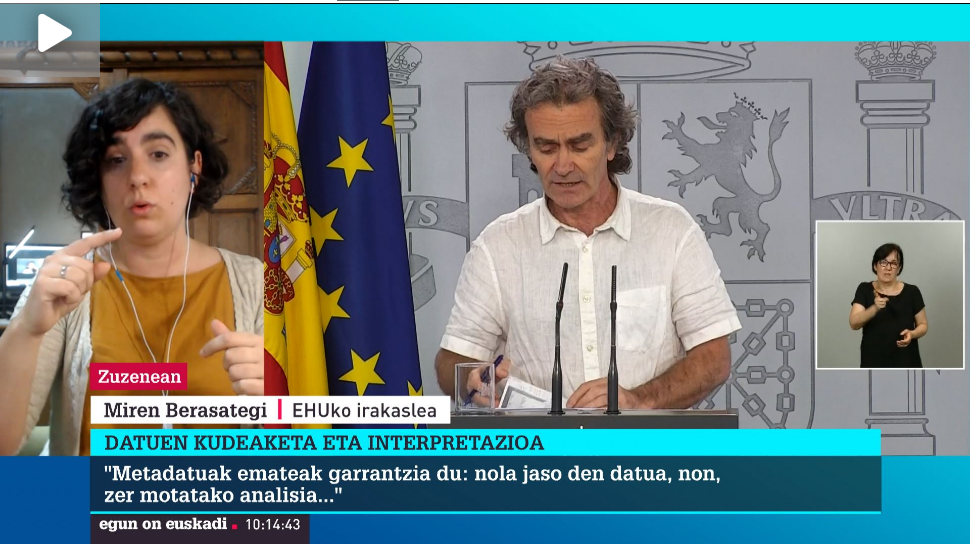 VS
VLTRA
Zuzenean
Miren Berasategi | EHUko irakaslea
DATUEN KUDEAKETA ETA INTERPRETAZIOA
"Metadatuak emateak garrantzia du: nola jaso den datua, non,
zer motatako analisia..."
egun on euskadi 10:14:43